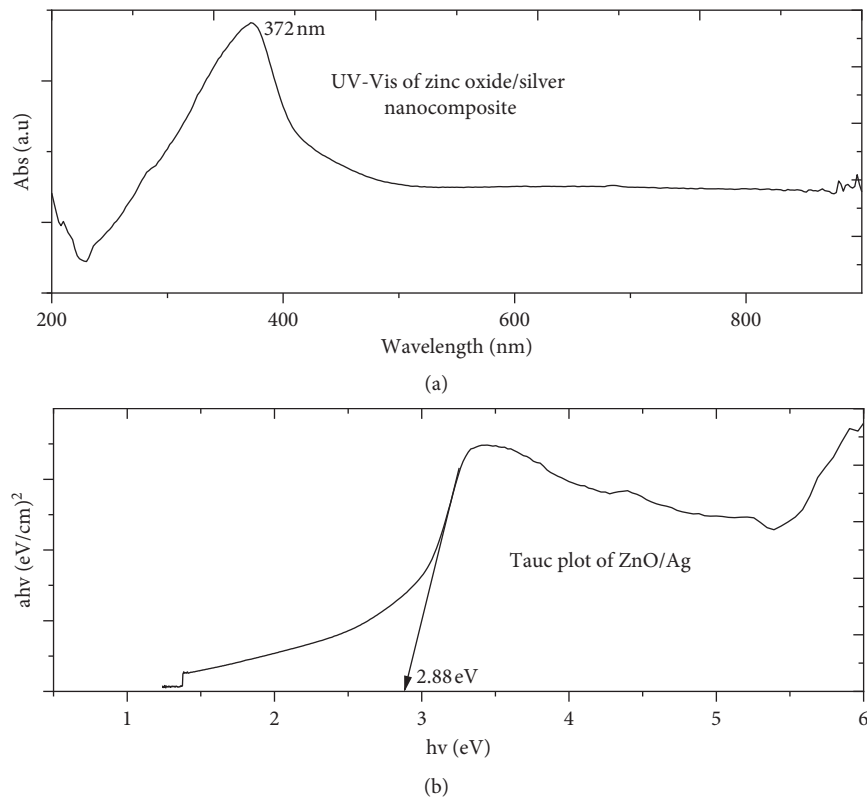 372 nm
UV-Vis of zinc oxide/silver
nanocomposite
Abs (a.u)
200
400
600
800
Wavelength (nm)
(a)
ahv (eV/cm)²
Tauc plot of ZnO/Ag
2.88 eV
1
2
3
4
5
6
hv (eV)
(b)